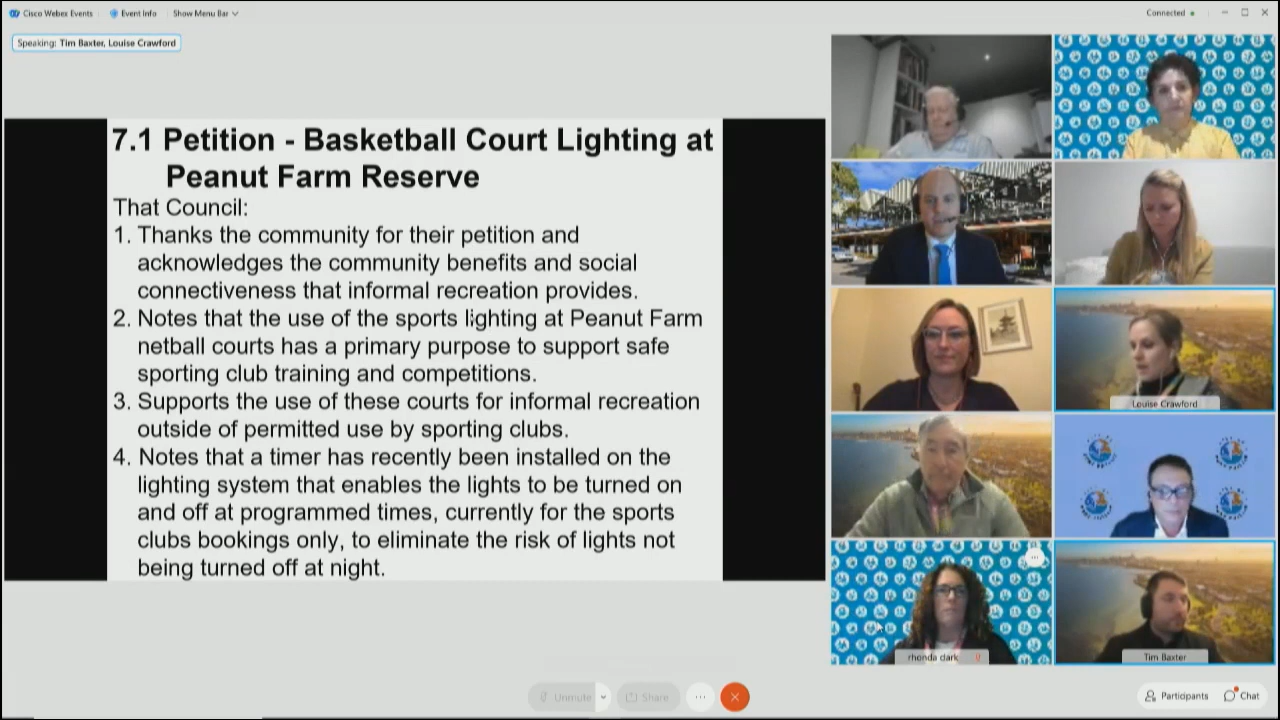 Cisco Webex Events
Event Info
Show Menu Bar
Connected
Speaking: Tim Baxter, Louise Crawford
7.1 Petition - Basketball Court Lighting at
Peanut Farm Reserve
That Council:
1. Thanks the community for their petition and
acknowledges the community benefits and social
connectiveness that informal recreation provides.
2. Notes that the use of the sports lighting at Peanut Farm
netball courts has a primary purpose to support safe
sporting club training and competitions.
3. Supports the use of these courts for informal recreation
outside of permitted use by sporting clubs.
4. Notes that a timer has recently been installed on the
lighting system that enables the lights to be turned on
and off at programmed times, currently for the sports
clubs bookings only, to eliminate the risk of lights not
being turned off at night.
Louise Crawford
rhonda clark
Tim Baxter
Unmute
Share
Participants
Chat